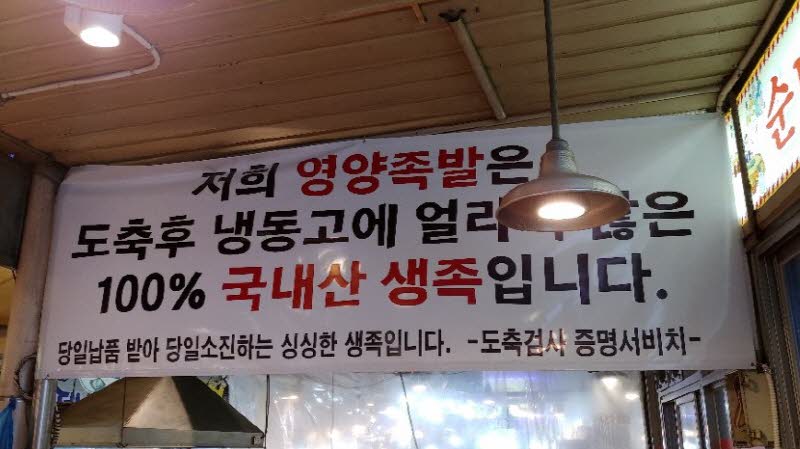 저희 영양족발은
도축후 냉동고에 얼리
100% 국내산 생족입니다.
당일납품 받아 당일소진하는 싱싱한 생족입니다. -도축검사 증명서비치-
순